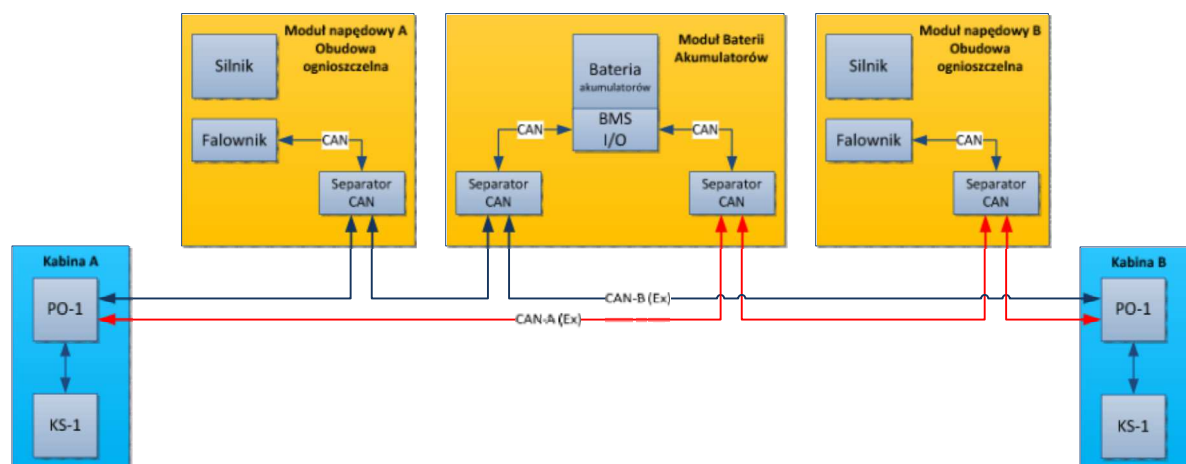 Moduł napędowy A
Obudowa
ognioszczelna
Silnik
Falownik
CAN
Separator
CAN
Moduł Baterii
Akumulatorów
Bateria
akumulatorów
BMS
I/O
CAN
CAN
Separator
CAN
Separator
CAN
Moduł napędowy B
Obudowa
ognioszczelna
Silnik
Falownik
CAN
Separator
CAN
Kabina A
PO-1
KS-1
CAN-B (Ex)
CAN-A (Ex)
Kabina B
PO-1
KS-1